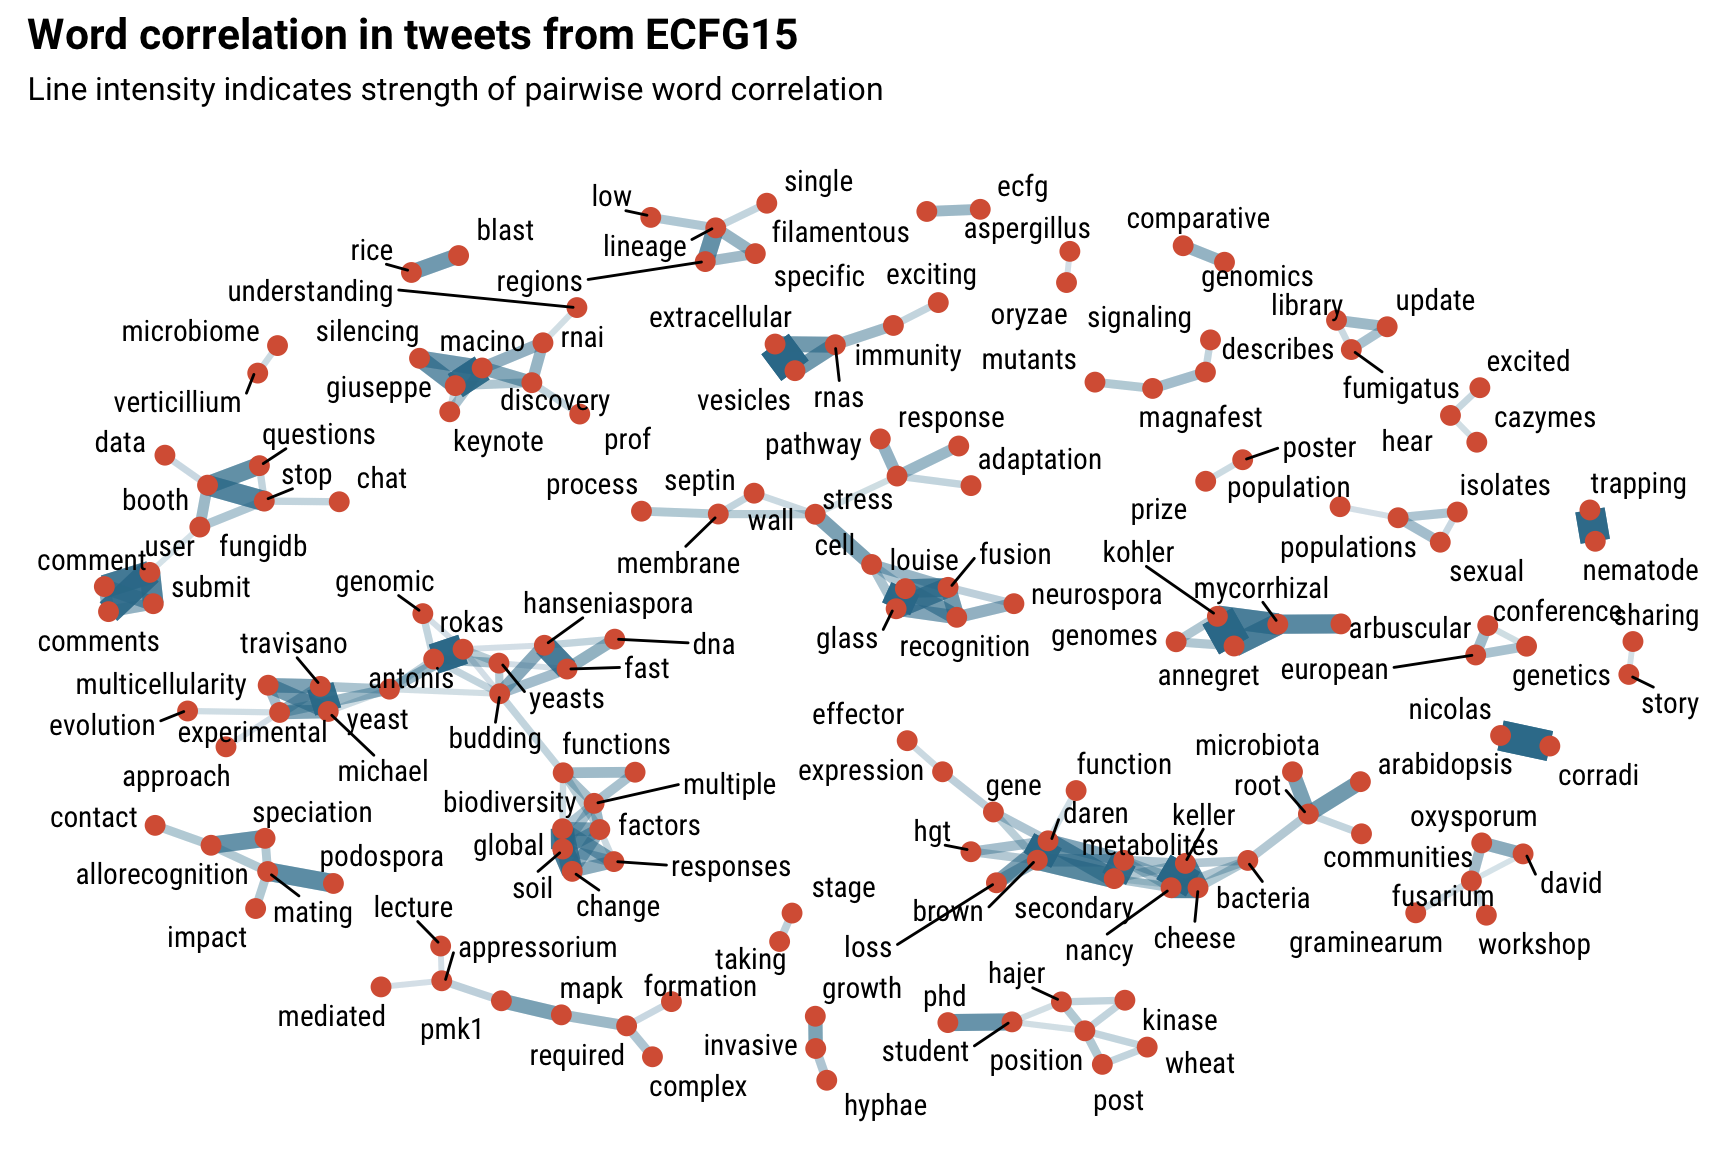 Word correlation in tweets from ECFG15
Line intensity indicates strength of pairwise word correlation
single
low
ecfg
comparative
blast
filamentous
aspergillus
rice
lineage
specific
exciting
genomics
regions
understanding
library
update
microbiome
silencing
macino
rnai
extracellular
oryzae
signaling
immunity
mutants
describes
excited
giuseppe
discovery
vesicles
rnas
fumigatus
verticillium
magnafest
cazymes
data
questions
keynote
prof
pathway
response
hear
poster
stop
chat
process
septin
adaptation
population
isolates
trapping
booth
wall
stress
prize
user
fungidb
cell
populations
comment
membrane
louise
fusion
kohler
sexual
nematode
submit
genomic
mycorrhizal
hanseniaspora
neurospora
conference
sharing
comments
rokas
glass
recognition
genomes
arbuscular
travisano
dna
annegret
european
genetics
fast
multicellularity
antonis
yeasts
story
evolution
experimental
yeast
effector
nicolas
budding
functions
microbiota
approach
michael
expression
function
arabidopsis
corradi
multiple
gene
root
contact
speciation
biodiversity
daren
keller
oxysporum
hgt
factors
metabolites
communities
allorecognition
podospora
global
responses
david
soil
stage
fusarium
lecture
mating
change
brown
secondary
bacteria
impact
appressorium
loss
nancy
cheese
graminearum
workshop
taking
mediated
mapk
formation
growth
hajer
phd
pmk1
kinase
required
invasive
student
position
wheat
complex
hyphae
post